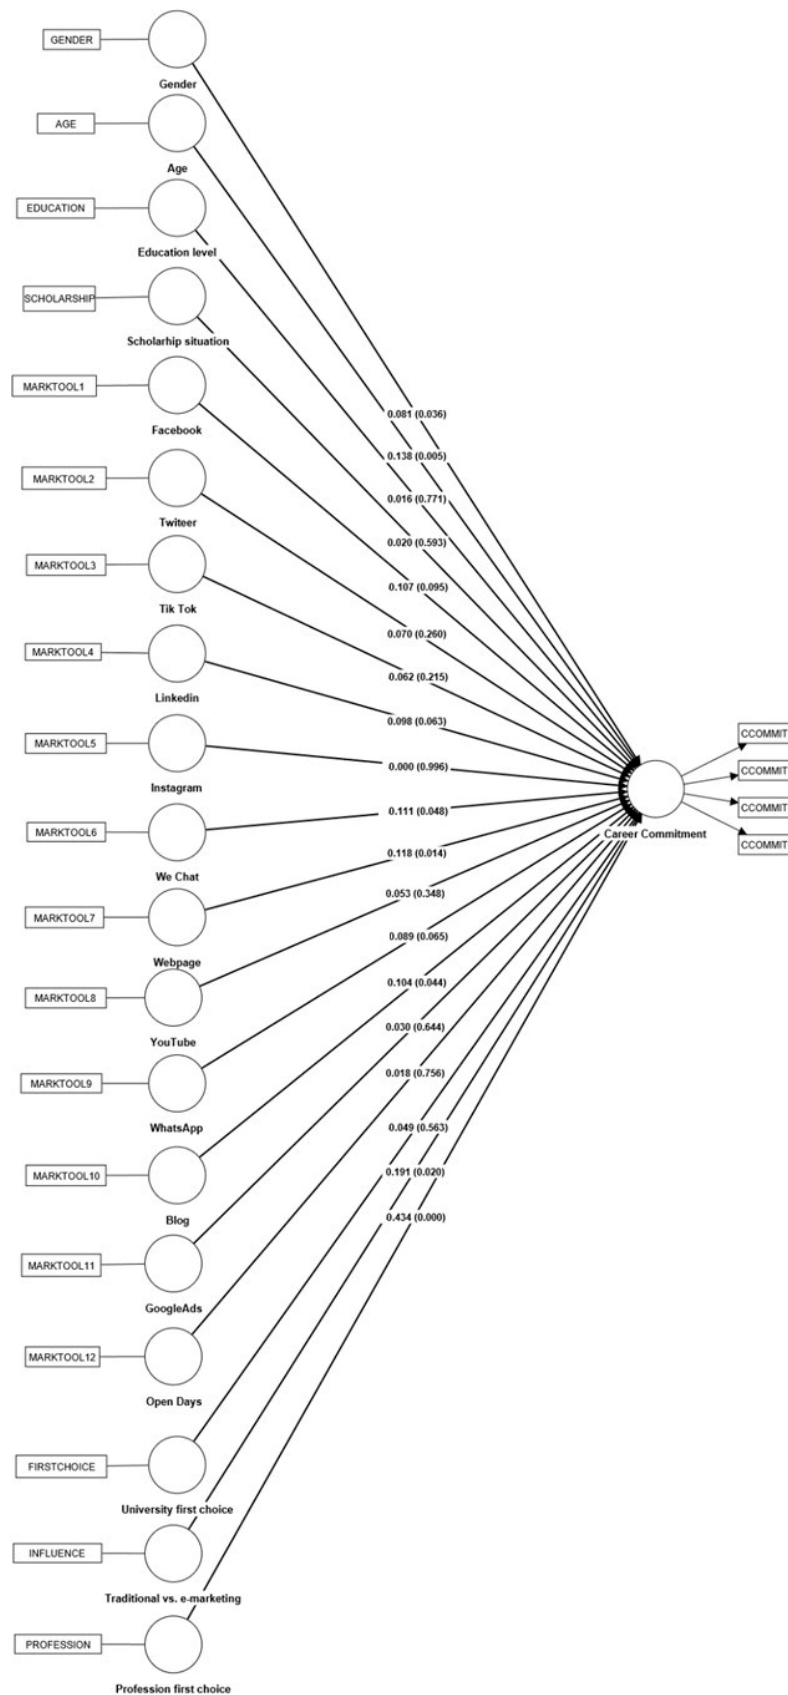 GENDER
Gender
AGE
Age
EDUCATION
Education level
SCHOLARSHIP
Scholarhip situation
MARKTOOL1
Facebook
0.081 (0.036)
0.138 (0.005)
MARKTOOL2
0.016 (0.771)
Twiteer
0.020 (0.593)
MARKTOOL3
0.107 (0.095)
Tik Tok
0.070 (0.260)
MARKTOOL4
0.062 (0.215)
Linkedin
0.098 (0.063)
MARKTOOL5
0.000 (0.996)
Instagram
CCOMMIT
CCOMMIT
CCOMMIT
CCOMMIT
Career Commitment
0.111 (0.048)
MARKTOOL6
0.118 (0.014)
We Chat
0.053 (0.348)
MARKTOOL7
0.089 (0.065)
Webpage
0.104 (0.044)
MARKTOOL8
0.030 (0.644)
YouTube
0.018 (0.756)
MARKTOOL9
0.049 (0.563)
WhatsApp
0.191 (0.020)
MARKTOOL10
0.434 (0.000)
Blog
MARKTOOL11
GoogleAds
MARKTOOL12
Open Days
FIRSTCHOICE
University first choice
INFLUENCE
Traditional vs. e-marketing
PROFESSION
Profession first choice